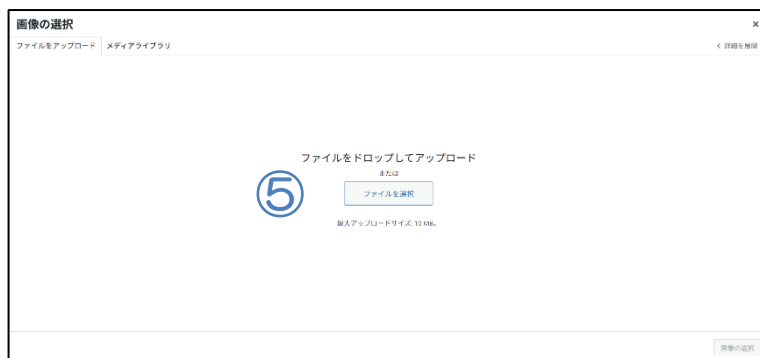 画像の選択
×
ファイルをアップロード メディアライブラリ
< 詳細を展開
ファイルをドロップしてアップロード
または
⑤
ファイルを選択
最大アップロードサイズ: 10 MB。
画像の選択